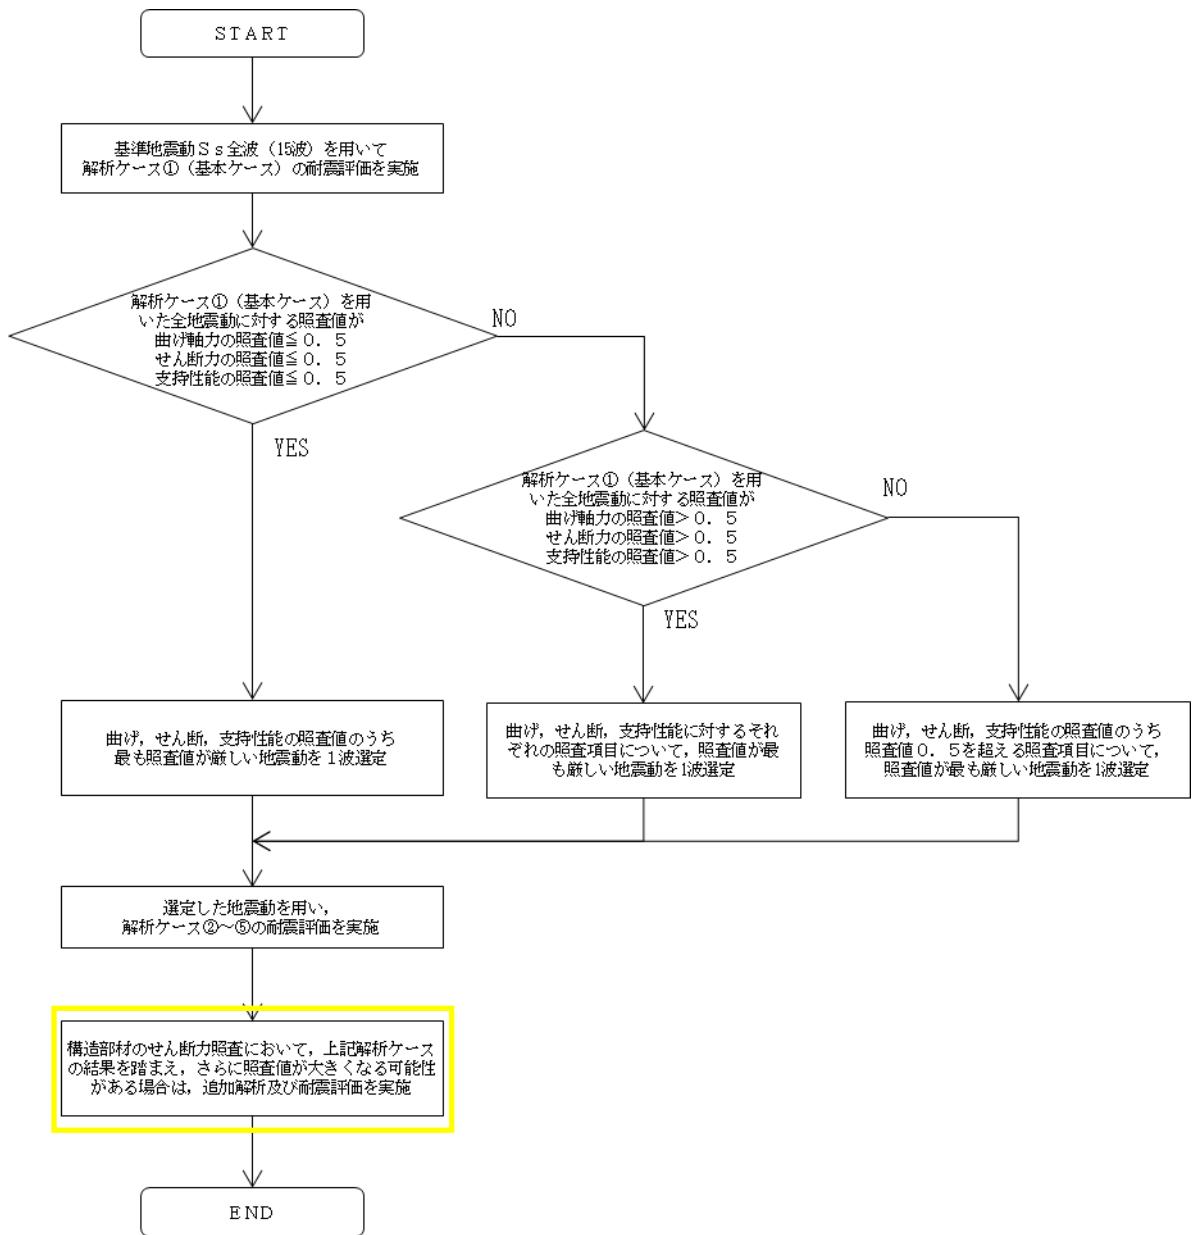 ＳＴＡＲＴ
基準地震動Ｓｓ全波（15波）を用いて
解析ケース①（基本ケース）の耐震評価を実施
解析ケース①（基本ケース）を用
いた全地震動に対する照査値が
曲げ軸力の照査値≦０．５
せん断力の照査値≦０．５
支持性能の照査値≦０．５
NO
YES
解析ケース①（基本ケース）を用
いた全地震動に対する照査値が
曲げ軸力の照査値＞０．５
せん断力の照査値＞０．５
支持性能の照査値＞０．５
NO
YES
曲げ，せん断，支持性能の照査値のうち
最も照査値が厳しい地震動を１波選定
曲げ，せん断，支持性能に対するそれ
ぞれの照査項目について，照査値が最
も厳しい地震動を1波選定
曲げ，せん断，支持性能の照査値のうち
照査値０．５を超える照査項目について，
照査値が最も厳しい地震動を1波選定
選定した地震動を用い，
解析ケース②～⑤の耐震評価を実施
構造部材のせん断力照査において，上記解析ケース
の結果を踏まえ，さらに照査値が大きくなる可能性
がある場合は，追加解析及び耐震評価を実施
ＥＮＤ